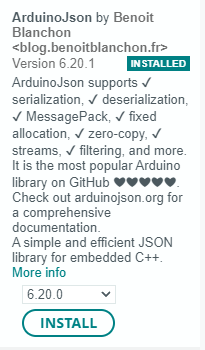 ArduinoJson by Benoit
Blanchon
<blog.benoitblanchon.fr>
Version 6.20.1 INSTALLED
ArduinoJson supports ✓
serialization, ✓ deserialization,
✓ MessagePack, ✓ fixed
allocation, ✓ zero-copy, ✓
streams, ✓ filtering, and more.
It is the most popular Arduino
library on GitHub ❤❤❤❤❤.
Check out arduinojson.org for
a comprehensive
documentation.
A simple and efficient JSON
library for embedded C++.
More info
6.20.0
INSTALL